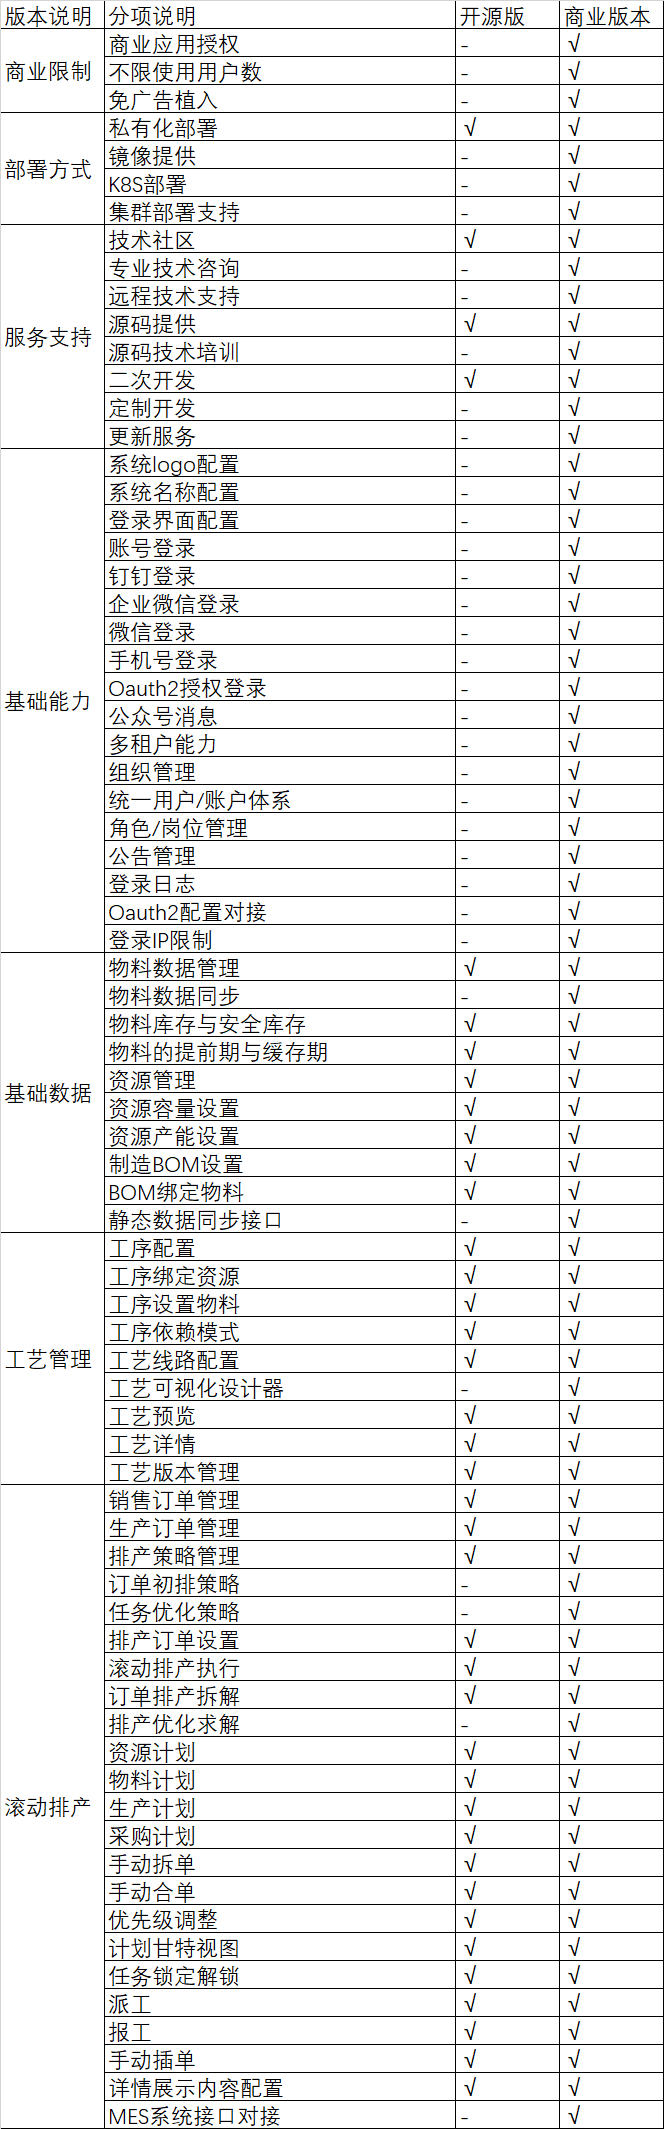 版本说明 分项说明 开源版 商业版本
商业限制 商业应用授权 - √
不限使用用户数 - √
免广告植入 - √
部署方式 私有化部署 √ √
镜像提供 - √
K8S部署 - √
集群部署支持 - √
服务支持 技术社区 √ √
专业技术咨询 - √
远程技术支持 - √
源码提供 √ √
源码技术培训 - √
二次开发 √ √
定制开发 - √
更新服务 - √
基础能力 系统logo配置 - √
系统名称配置 - √
登录界面配置 - √
账号登录 - √
钉钉登录 - √
企业微信登录 - √
微信登录 - √
手机号登录 - √
Oauth2授权登录 - √
公众号消息 - √
多租户能力 - √
组织管理 - √
统一用户/账户体系 - √
角色/岗位管理 - √
公告管理 - √
登录日志 - √
Oauth2配置对接 - √
登录IP限制 - √
基础数据 物料数据管理 √ √
物料数据同步 - √
物料库存与安全库存 √ √
物料的提前期与缓存期 √ √
资源管理 √ √
资源容量设置 √ √
资源产能设置 √ √
制造BOM设置 √ √
BOM绑定物料 √ √
静态数据同步接口 - √
工艺管理 工序配置 √ √
工序绑定资源 √ √
工序设置物料 √ √
工序依赖模式 √ √
工艺线路配置 √ √
工艺可视化设计器 - √
工艺预览 √ √
工艺详情 √ √
工艺版本管理 √ √
滚动排产 销售订单管理 √ √
生产订单管理 √ √
排产策略管理 √ √
订单初排策略 - √
任务优化策略 - √
排产订单设置 √ √
滚动排产执行 √ √
订单排产拆解 √ √
排产优化求解 - √
资源计划 √ √
物料计划 √ √
生产计划 √ √
采购计划 √ √
手动拆单 √ √
手动合单 √ √
优先级调整 √ √
计划甘特视图 √ √
任务锁定解锁 √ √
派工 √ √
报工 √ √
手动插单 √ √
详情展示内容配置 √ √
MES系统接口对接 - √